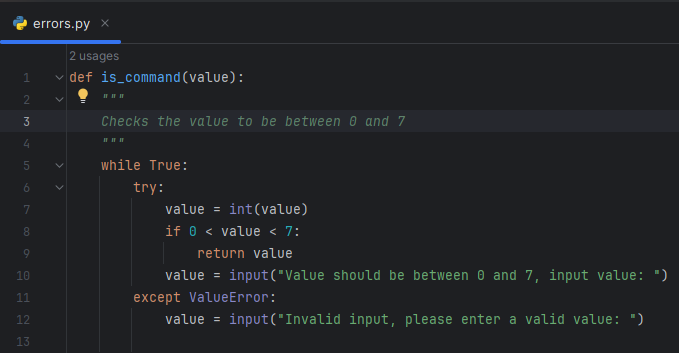 errors.py
2 usages
1 def is_command(value):
2 """
3 Checks the value to be between 0 and 7
4 """
5 while True:
6 try:
7 value = int(value)
8 if 0 < value < 7:
9 return value
10 value = input("Value should be between 0 and 7, input value: ")
11 except ValueError:
12 value = input("Invalid input, please enter a valid value: ")
13